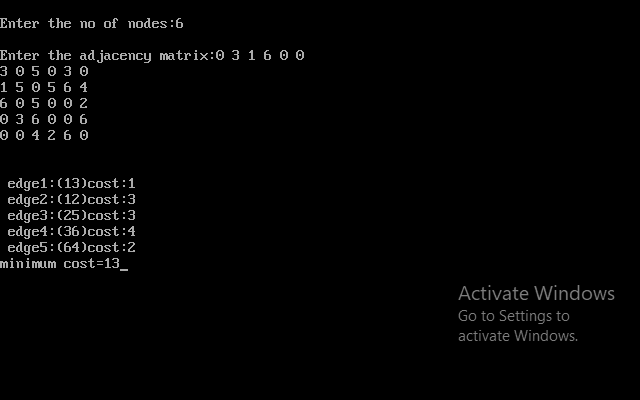 Enter the no of nodes:6
Enter the adjacency matrix:0 3 1 6 0 0
3 0 5 0 3 0
1 5 0 5 6 4
6 0 5 0 0 2
0 3 6 0 0 6
0 0 4 2 6 0
edge1:(13)cost:1
edge2:(12)cost:3
edge3:(25)cost:3
edge4:(36)cost:4
edge5:(64)cost:2
minimum cost=13_
Activate Windows
Go to Settings to
activate Windows.